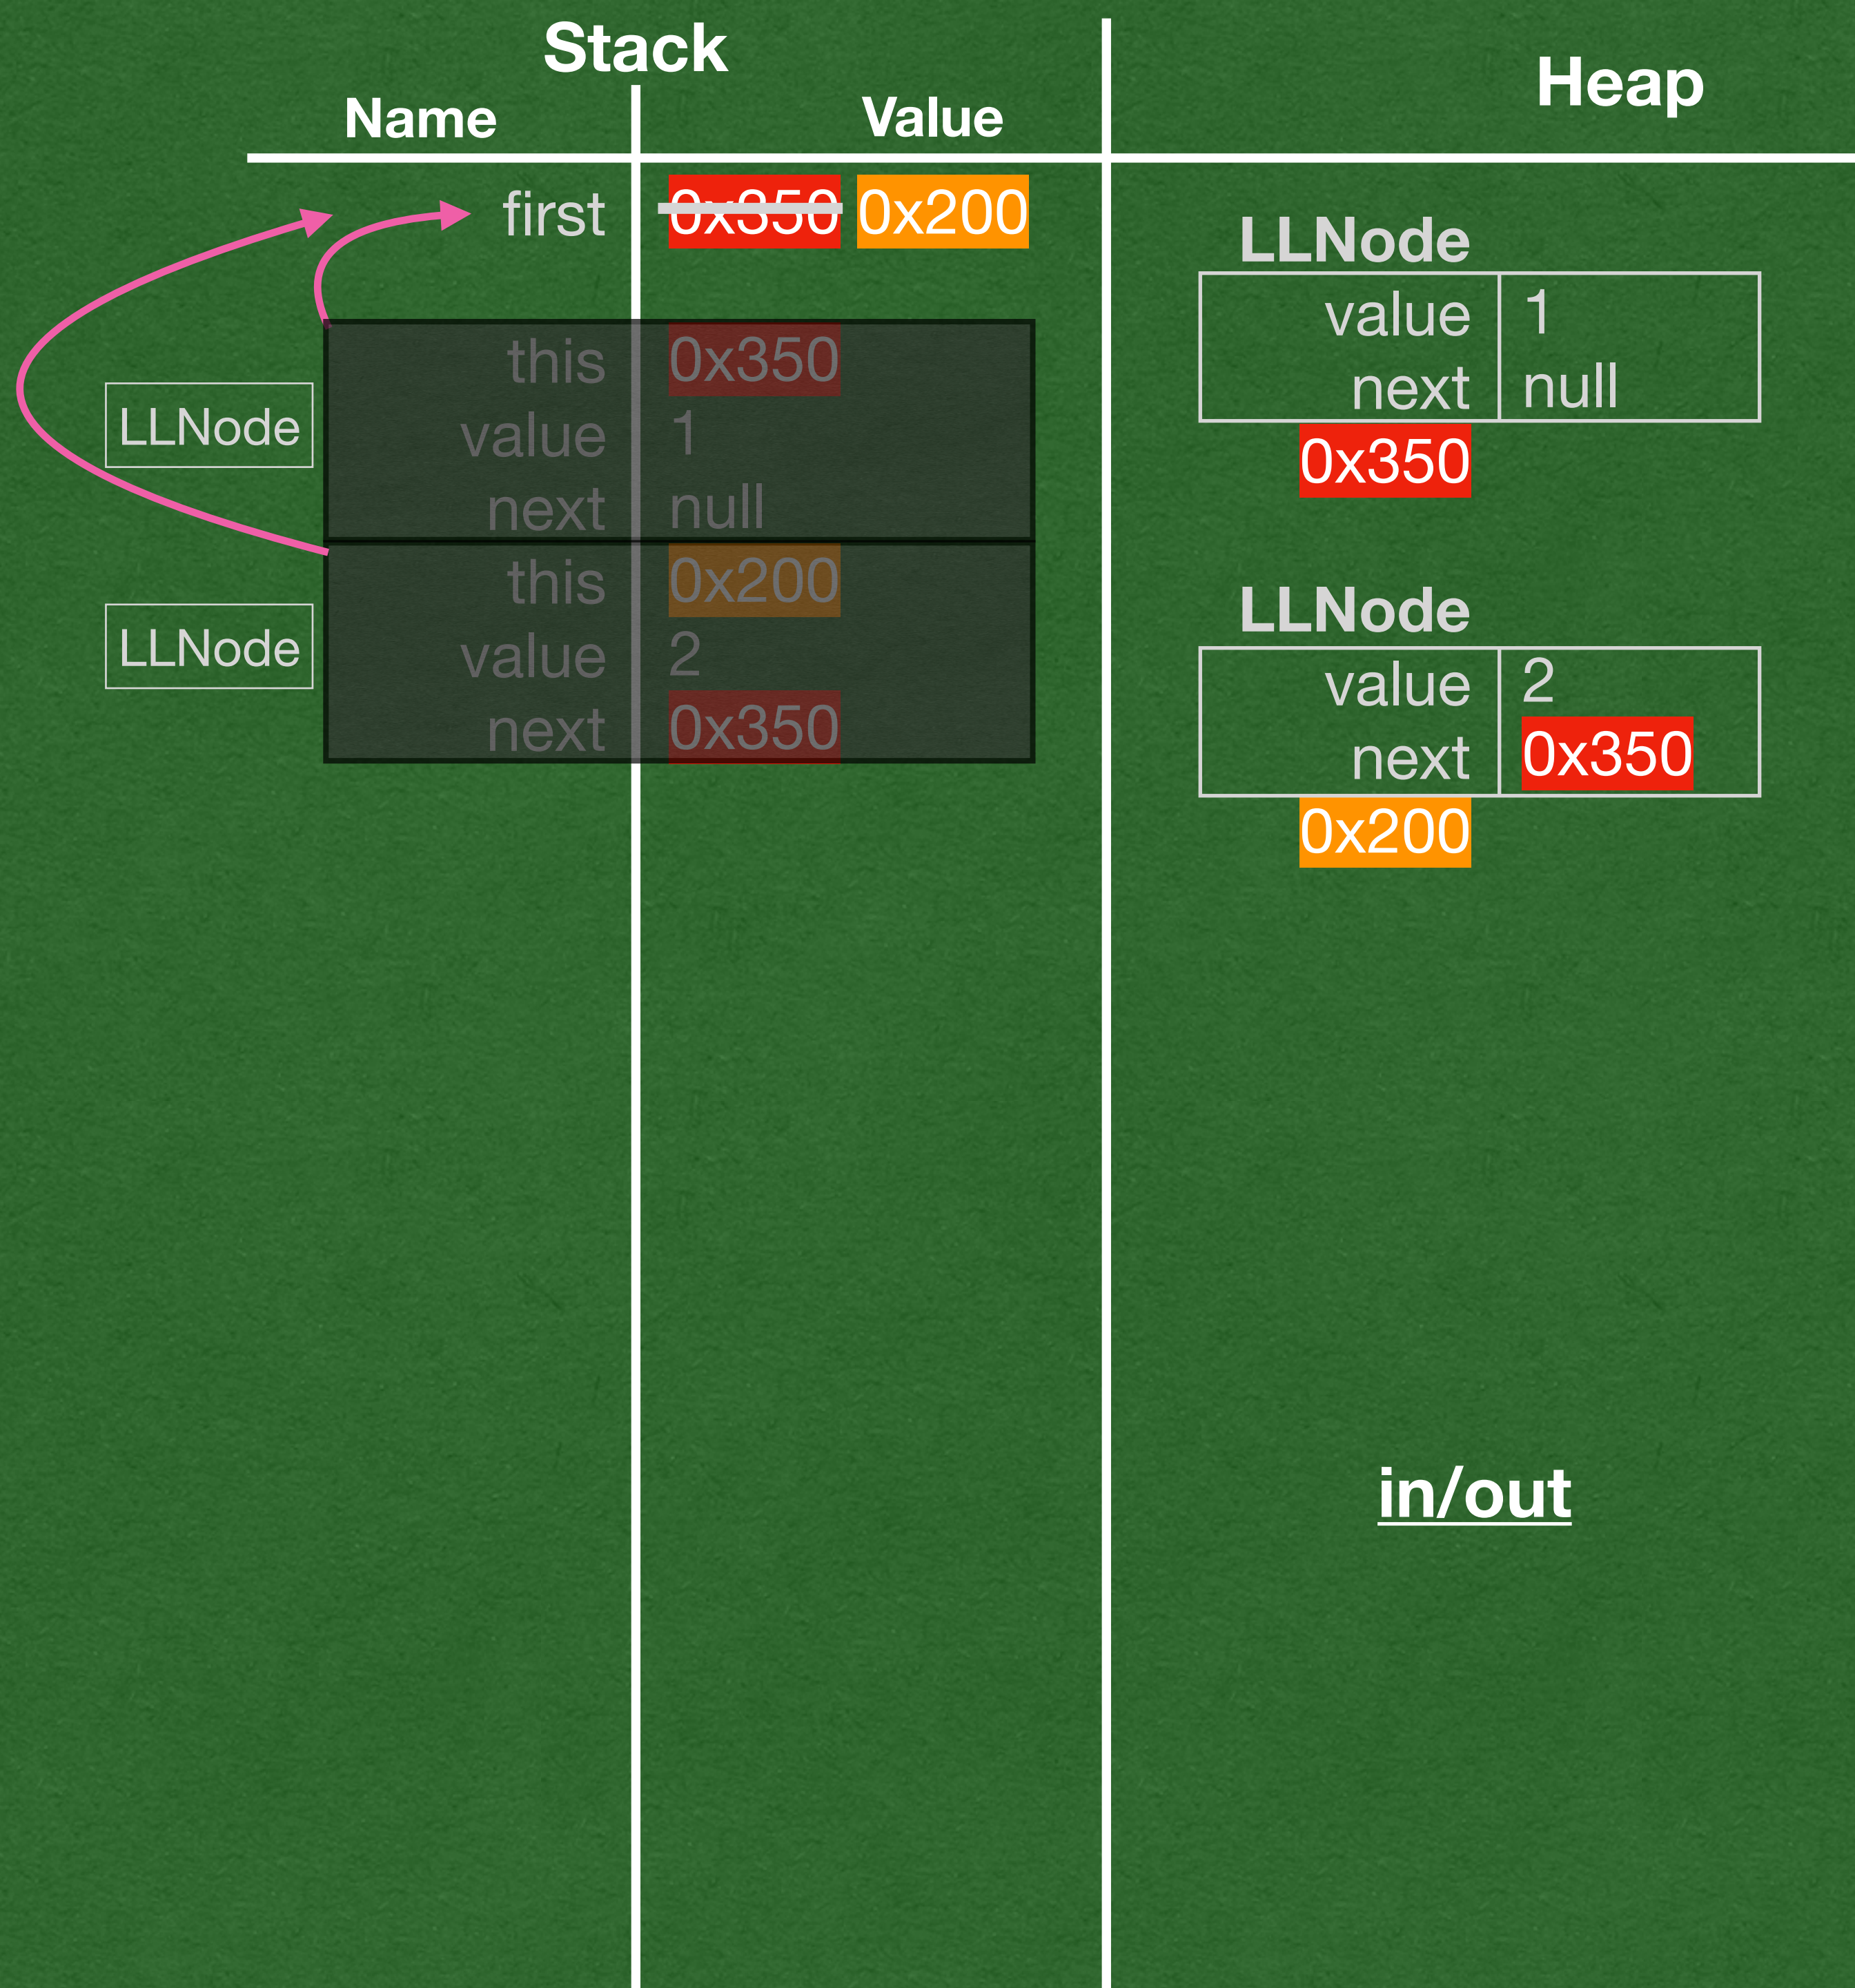 Stack
Heap
Name Value
first 0x350 0x200
this 0x350
LLNode
value 1
next null
this 0x200
LLNode
value 2
next 0x350
LLNode
value 1
next null
0x350
LLNode
value 2
next 0x350
0x200
in/out